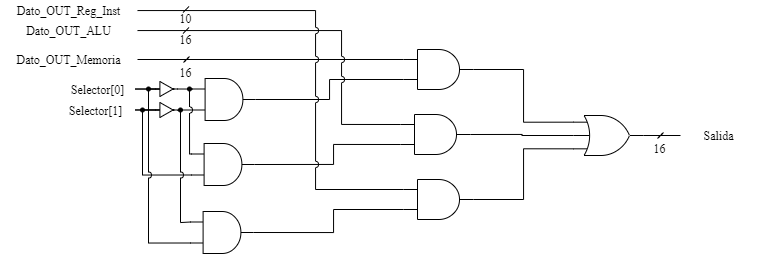 Dato_OUT_Reg_Inst
10
Dato_OUT_ALU
16
Dato_OUT_Memoria
16
Selector[0]
Selector[1]
Salida
16